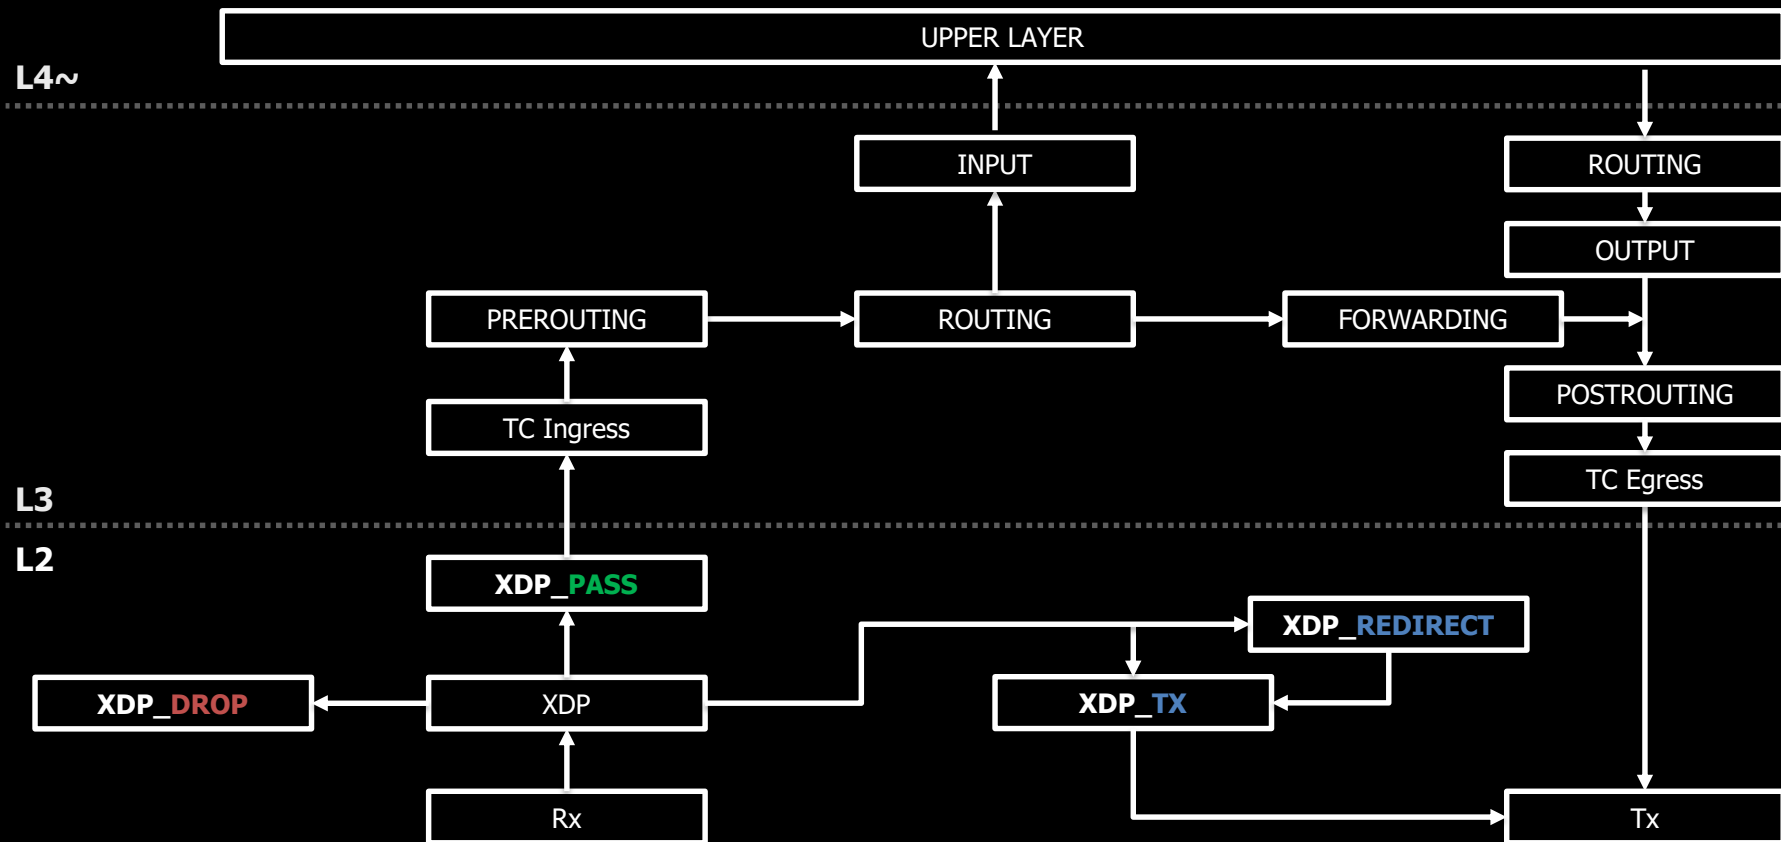 UPPER LAYER
L4~
INPUT
ROUTING
OUTPUT
PREROUTING
ROUTING
FORWARDING
POSTROUTING
TC Ingress
TC Egress
L3
L2
XDP_PASS
XDP_REDIRECT
XDP_DROP
XDP
XDP_TX
Rx
Tx